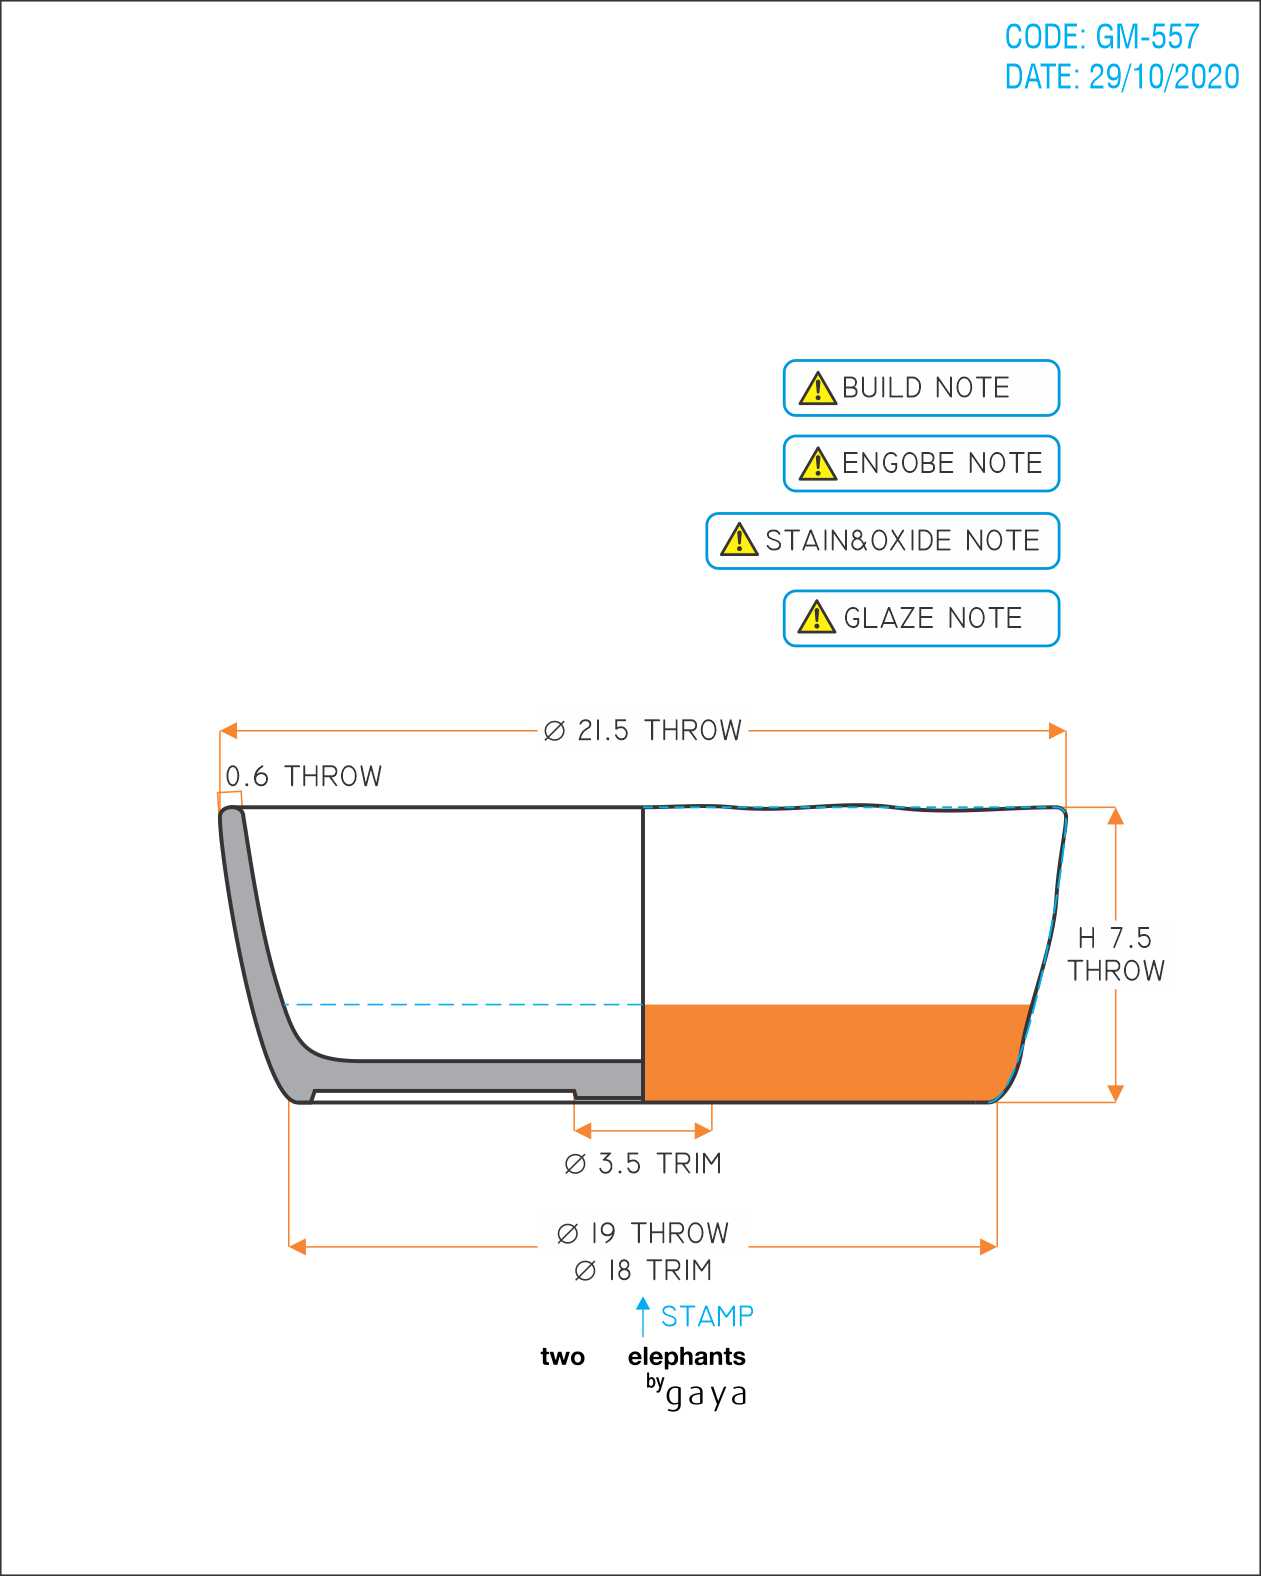 CODE: GM-557
DATE: 29/10/2020
BUILD NOTE
ENGOBE NOTE
STAIN&OXIDE NOTE
GLAZE NOTE
Ø 21.5 THROW
0.6 THROW
H 7.5
THROW
Ø 3.5 TRIM
Ø 19 THROW
Ø 18 TRIM
STAMP
two elephants
by gaya